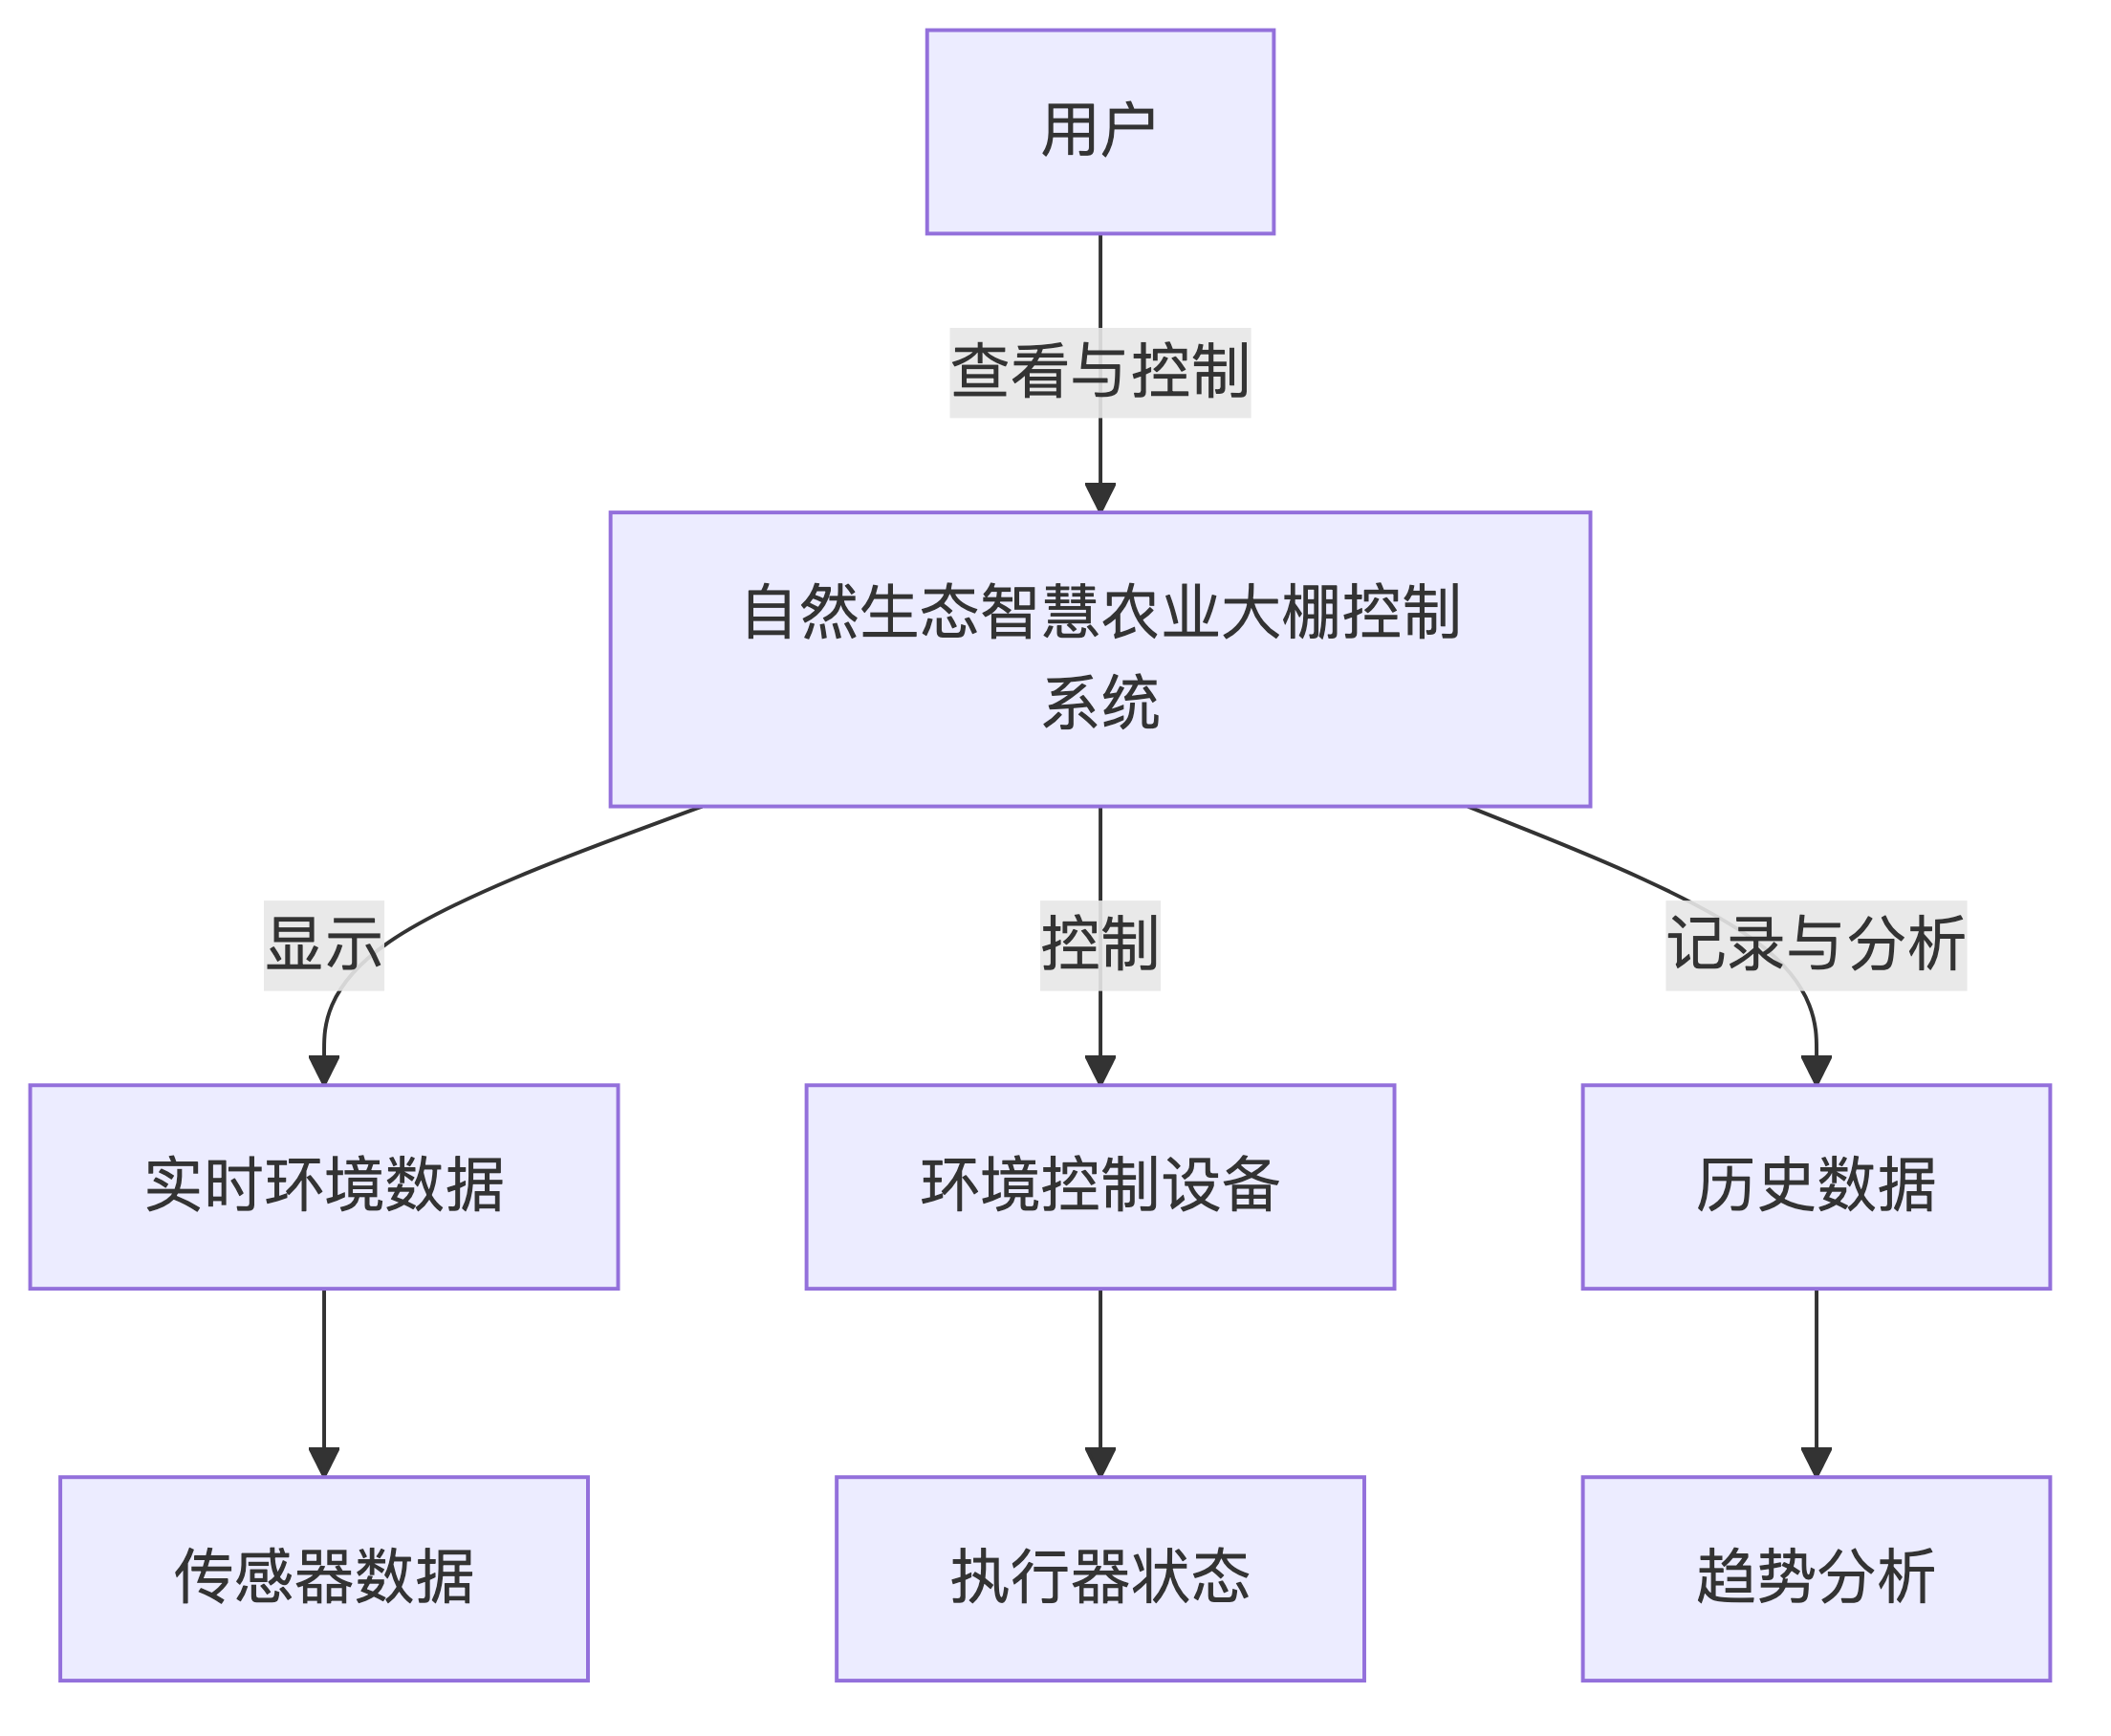 用户
查看与控制
自然生态智慧农业大棚控制
系统
显示
控制
记录与分析
实时环境数据
环境控制设备
历史数据
传感器数据
执行器状态
趋势分析